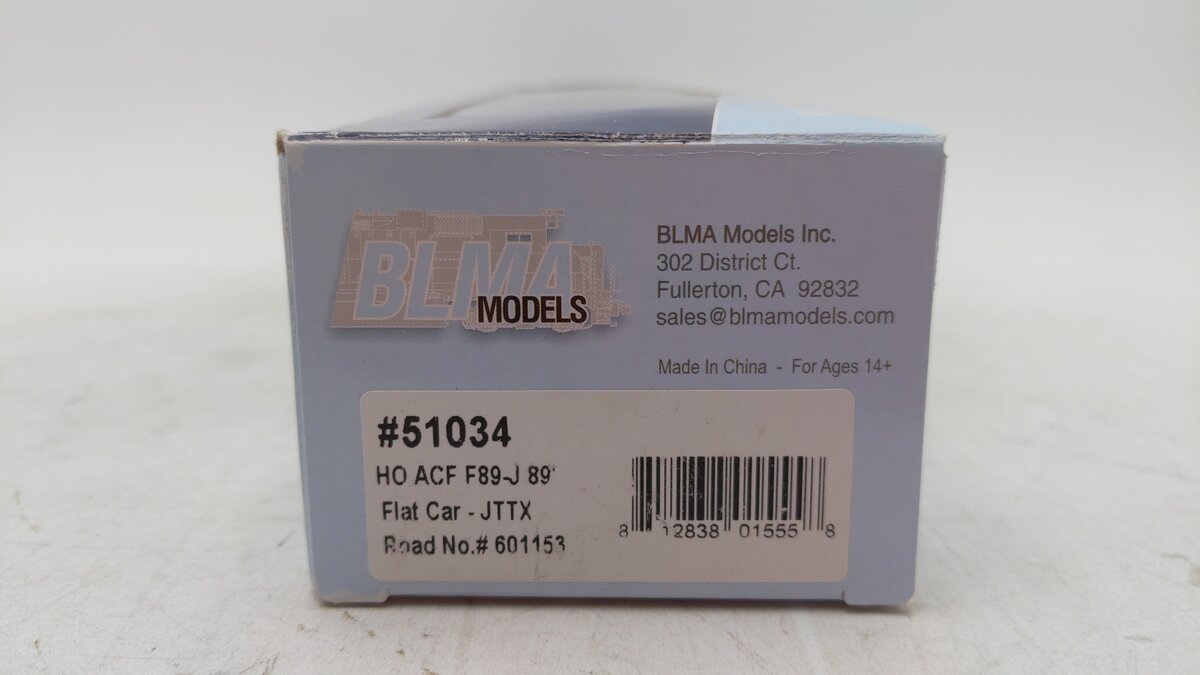 BLMA
MODELS
BLMA Models Inc.
302 District Ct.
Fullerton, CA 92832
sales@blmamodels.com
Made In China - For Ages 14+
#51034
HO ACF F89-J 89'
Flat Car - JTTX
Road No.# 601153
8 12838 01555 8